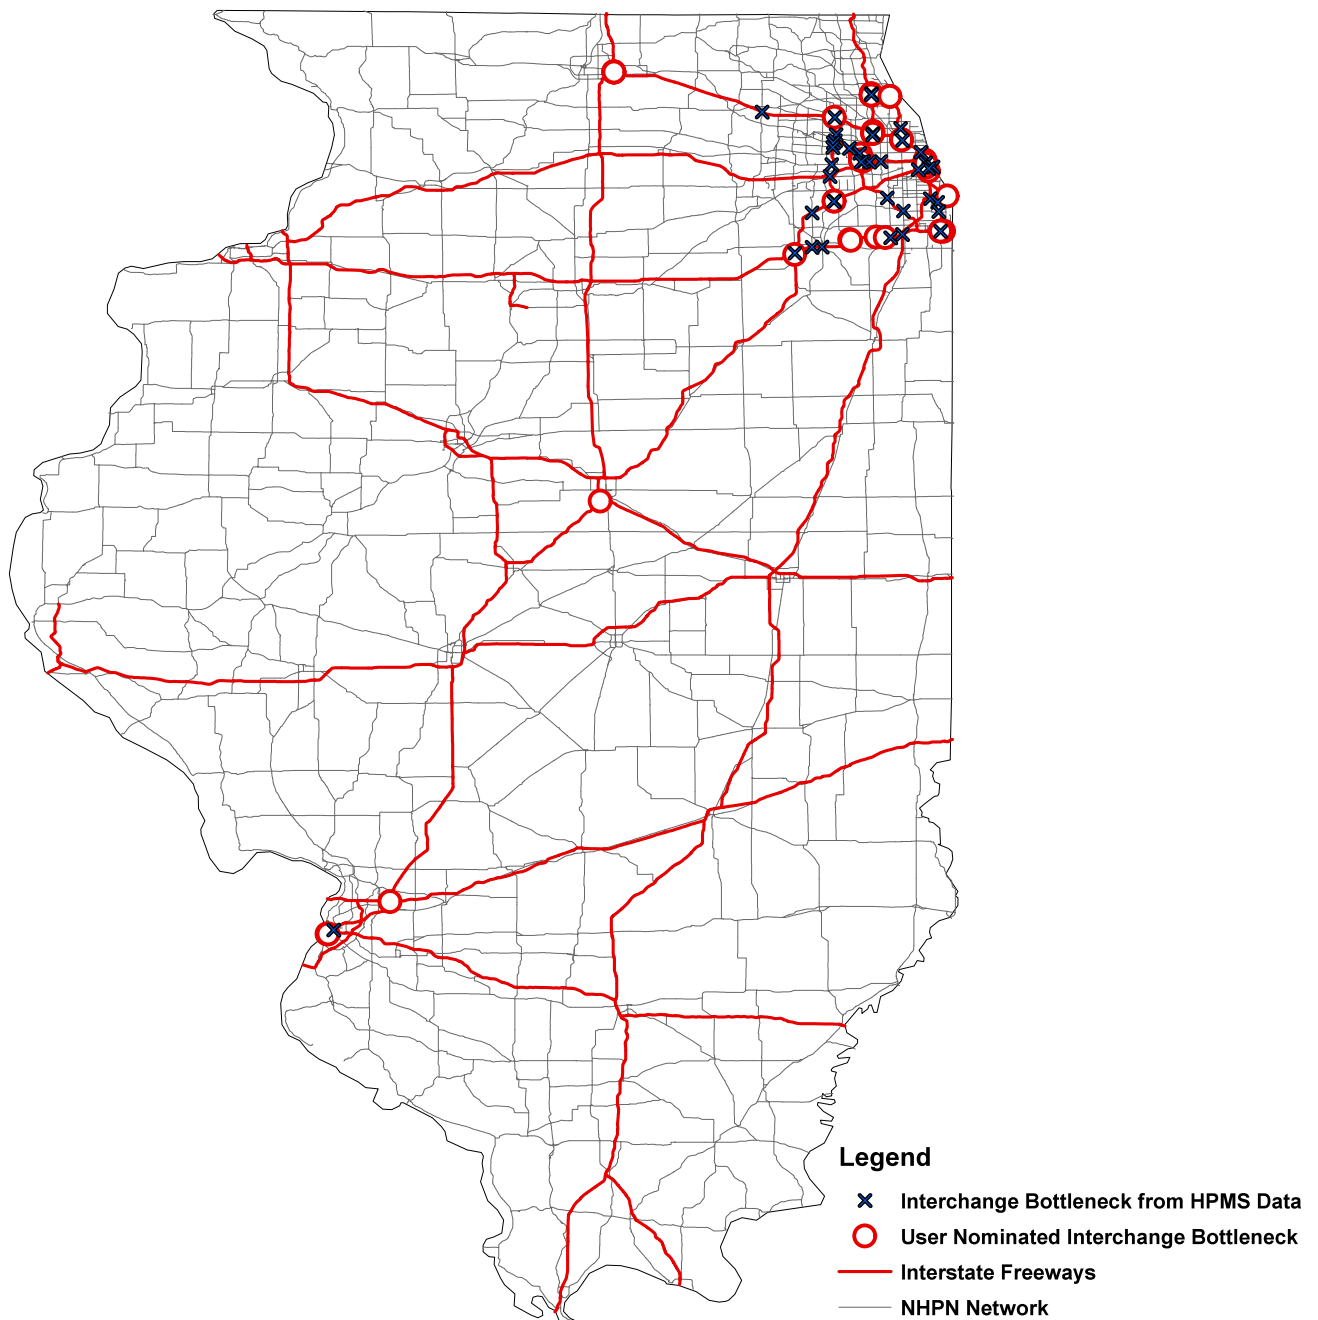 Legend
Interchange Bottleneck from HPMS Data
User Nominated Interchange Bottleneck
Interstate Freeways
NHPN Network